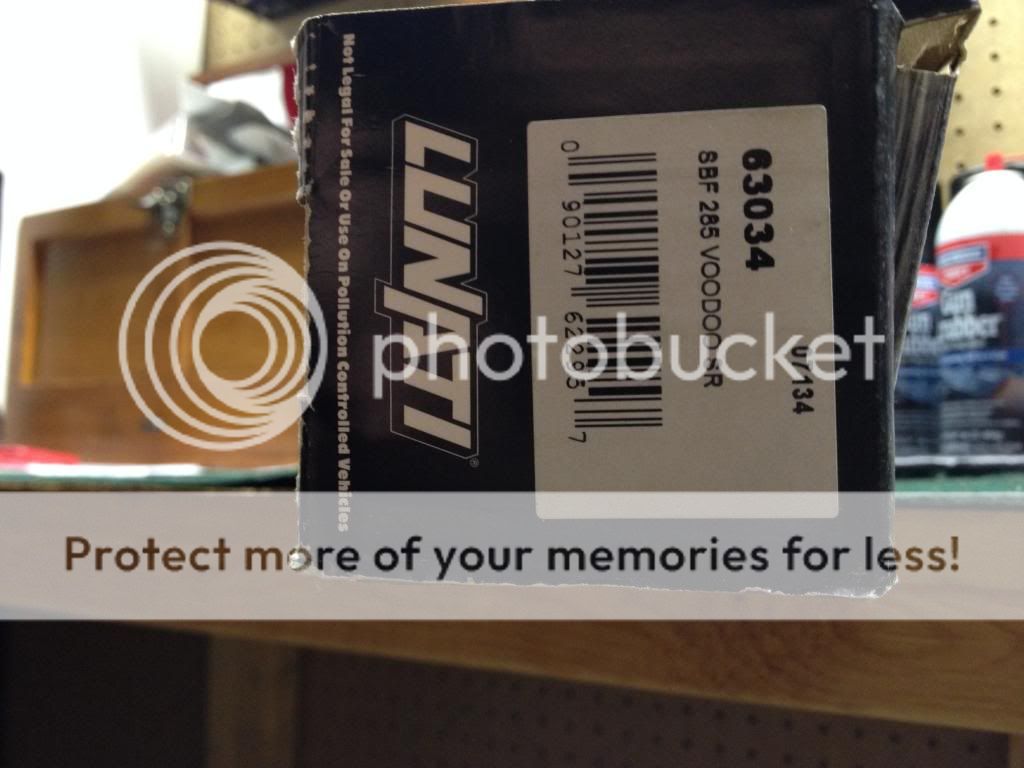 Not Legal For Sale Or Use On Pollution Controlled Vehicles
LUNATI®
63034
SBF 285 VOODOO
0 90127 7
photobucket
Protect more of your memories for less!